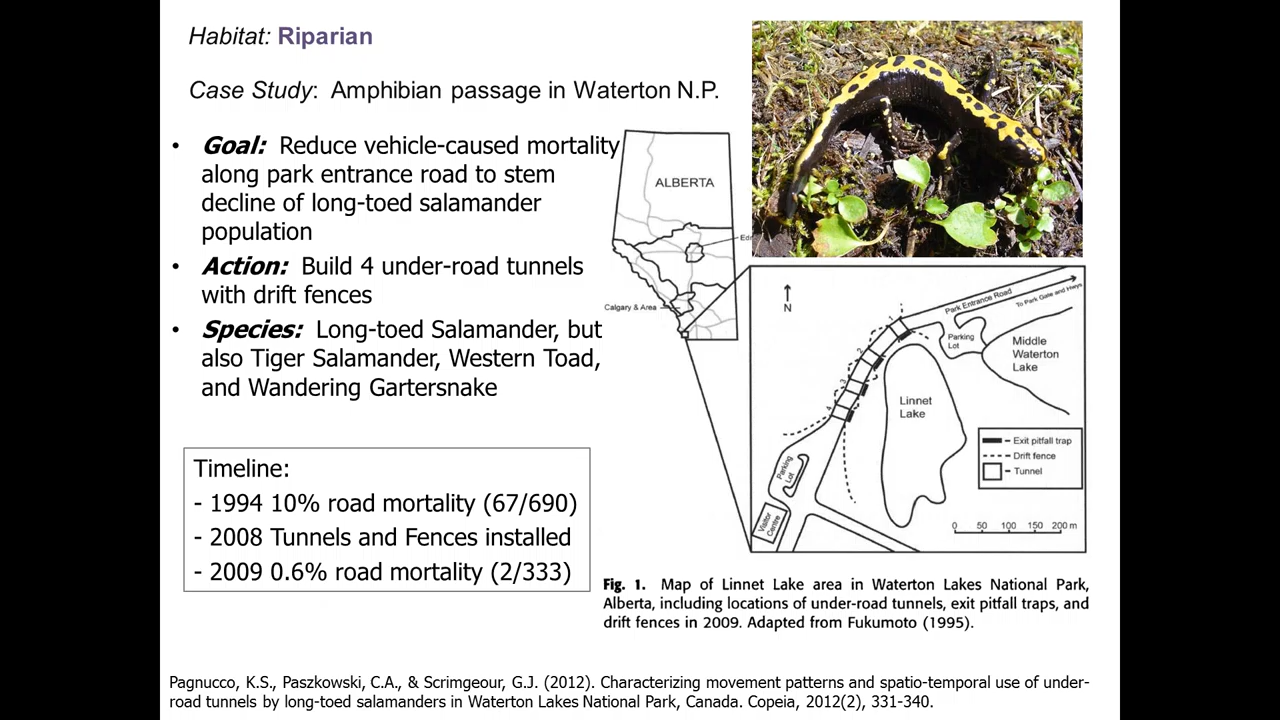 Habitat: Riparian
Case Study: Amphibian passage in Waterton N.P.
• Goal: Reduce vehicle-caused mortality
along park entrance road to stem
decline of long-toed salamander
population
• Action: Build 4 under-road tunnels
with drift fences
• Species: Long-toed Salamander, but
also Tiger Salamander, Western Toad,
and Wandering Gartersnake
Timeline:
- 1994 10% road mortality (67/690)
- 2008 Tunnels and Fences installed
- 2009 0.6% road mortality (2/333)
ALBERTA
Calgary & Area
N
Park Entrance Road
To Park Gate and Hwys
Parking
Lot
Middle
Waterton
Lake
Linnet
Lake
1
2
3
4
Parking
Lot
Visitor
Centre
- Exit pitfall trap
- Drift fence
- Tunnel
0 50 100 150 200 m
Fig. 1. Map of Linnet Lake area in Waterton Lakes National Park,
Alberta, including locations of under-road tunnels, exit pitfall traps, and
drift fences in 2009. Adapted from Fukumoto (1995).
Pagnucco, K.S., Paszkowski, C.A., & Scrimgeour, G.J. (2012). Characterizing movement patterns and spatio-temporal use of under-
road tunnels by long-toed salamanders in Waterton Lakes National Park, Canada. Copeia, 2012(2), 331-340.